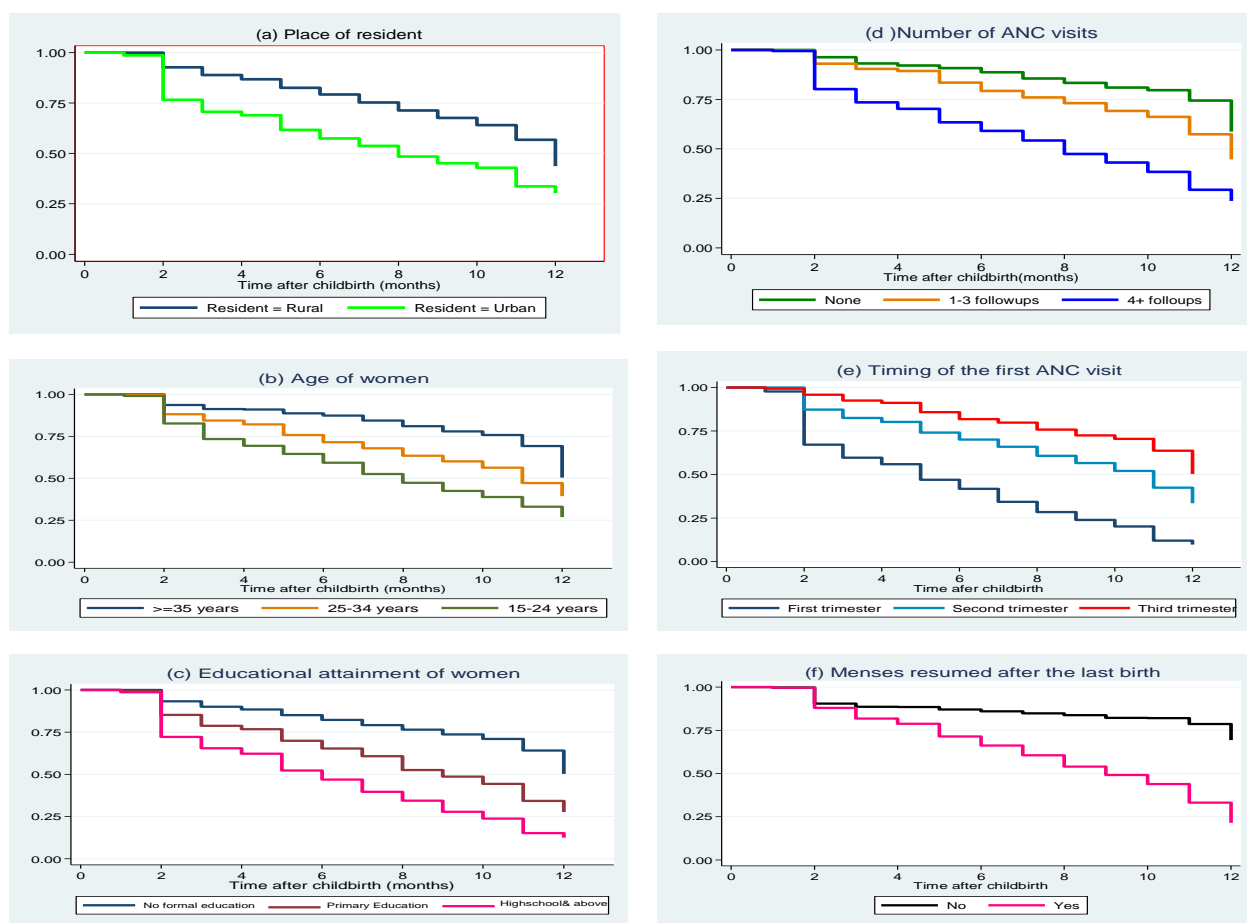 (a) Place of resident
1.00
0.75
0.50
0.25
0.00
0 2 4 6 8 10 12
Time after childbirth (months)
Resident = Rural Resident = Urban
(b) Age of women
1.00
0.75
0.50
0.25
0.00
0 2 4 6 8 10 12
Time after childbirth (months)
>=35 years 25-34 years 15-24 years
(c) Educational attainment of women
1.00
0.75
0.50
0.25
0.00
0 2 4 6 8 10 12
Time after childbirth (months)
No formal education Primary Education Highschool& above
(d )Number of ANC visits
1.00
0.75
0.50
0.25
0.00
0 2 4 6 8 10 12
Time after childbirth(months)
None 1-3 followups 4+ folloups
(e) Timing of the first ANC visit
1.00
0.75
0.50
0.25
0.00
0 2 4 6 8 10 12
Time afer childbirth
First trimester Second trimester Third trimester
(f) Menses resumed after the last birth
1.00
0.75
0.50
0.25
0.00
0 2 4 6 8 10 12
Time after childbirth
No Yes